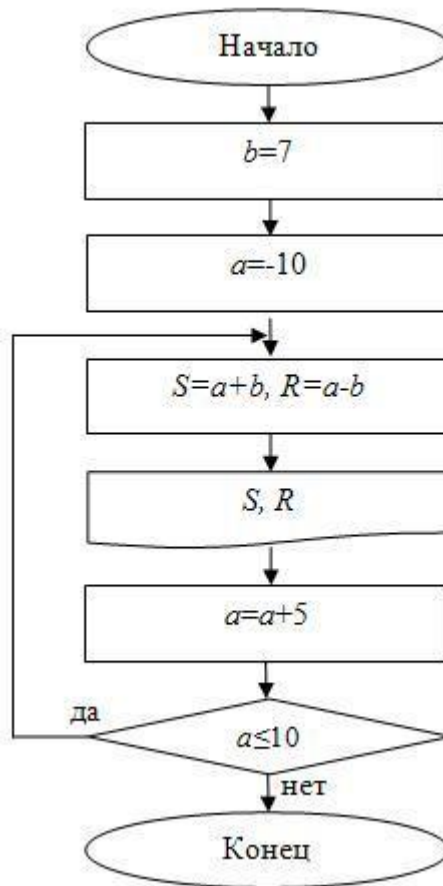 Начало
b=7
a=-10
S=a+b, R=a-b
S, R
a=a+5
да
a≤10
нет
Конец